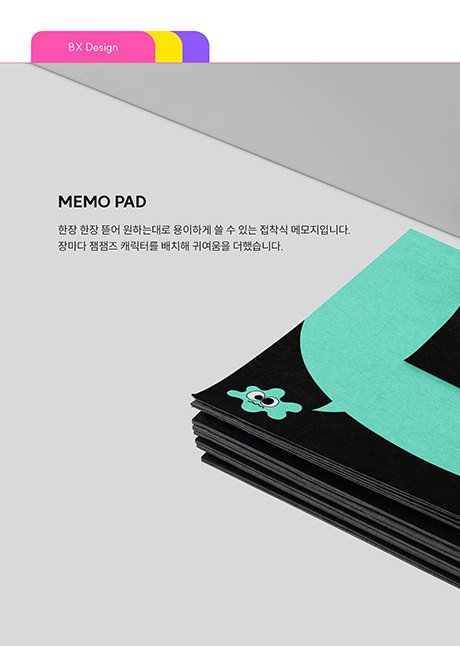 BX Design
MEMO PAD
한장 한장 뜯어 원하는대로 용이하게 쓸 수 있는 접착식 메모지입니다.
장마다 잼잼즈 캐릭터를 배치해 귀여움을 더했습니다.